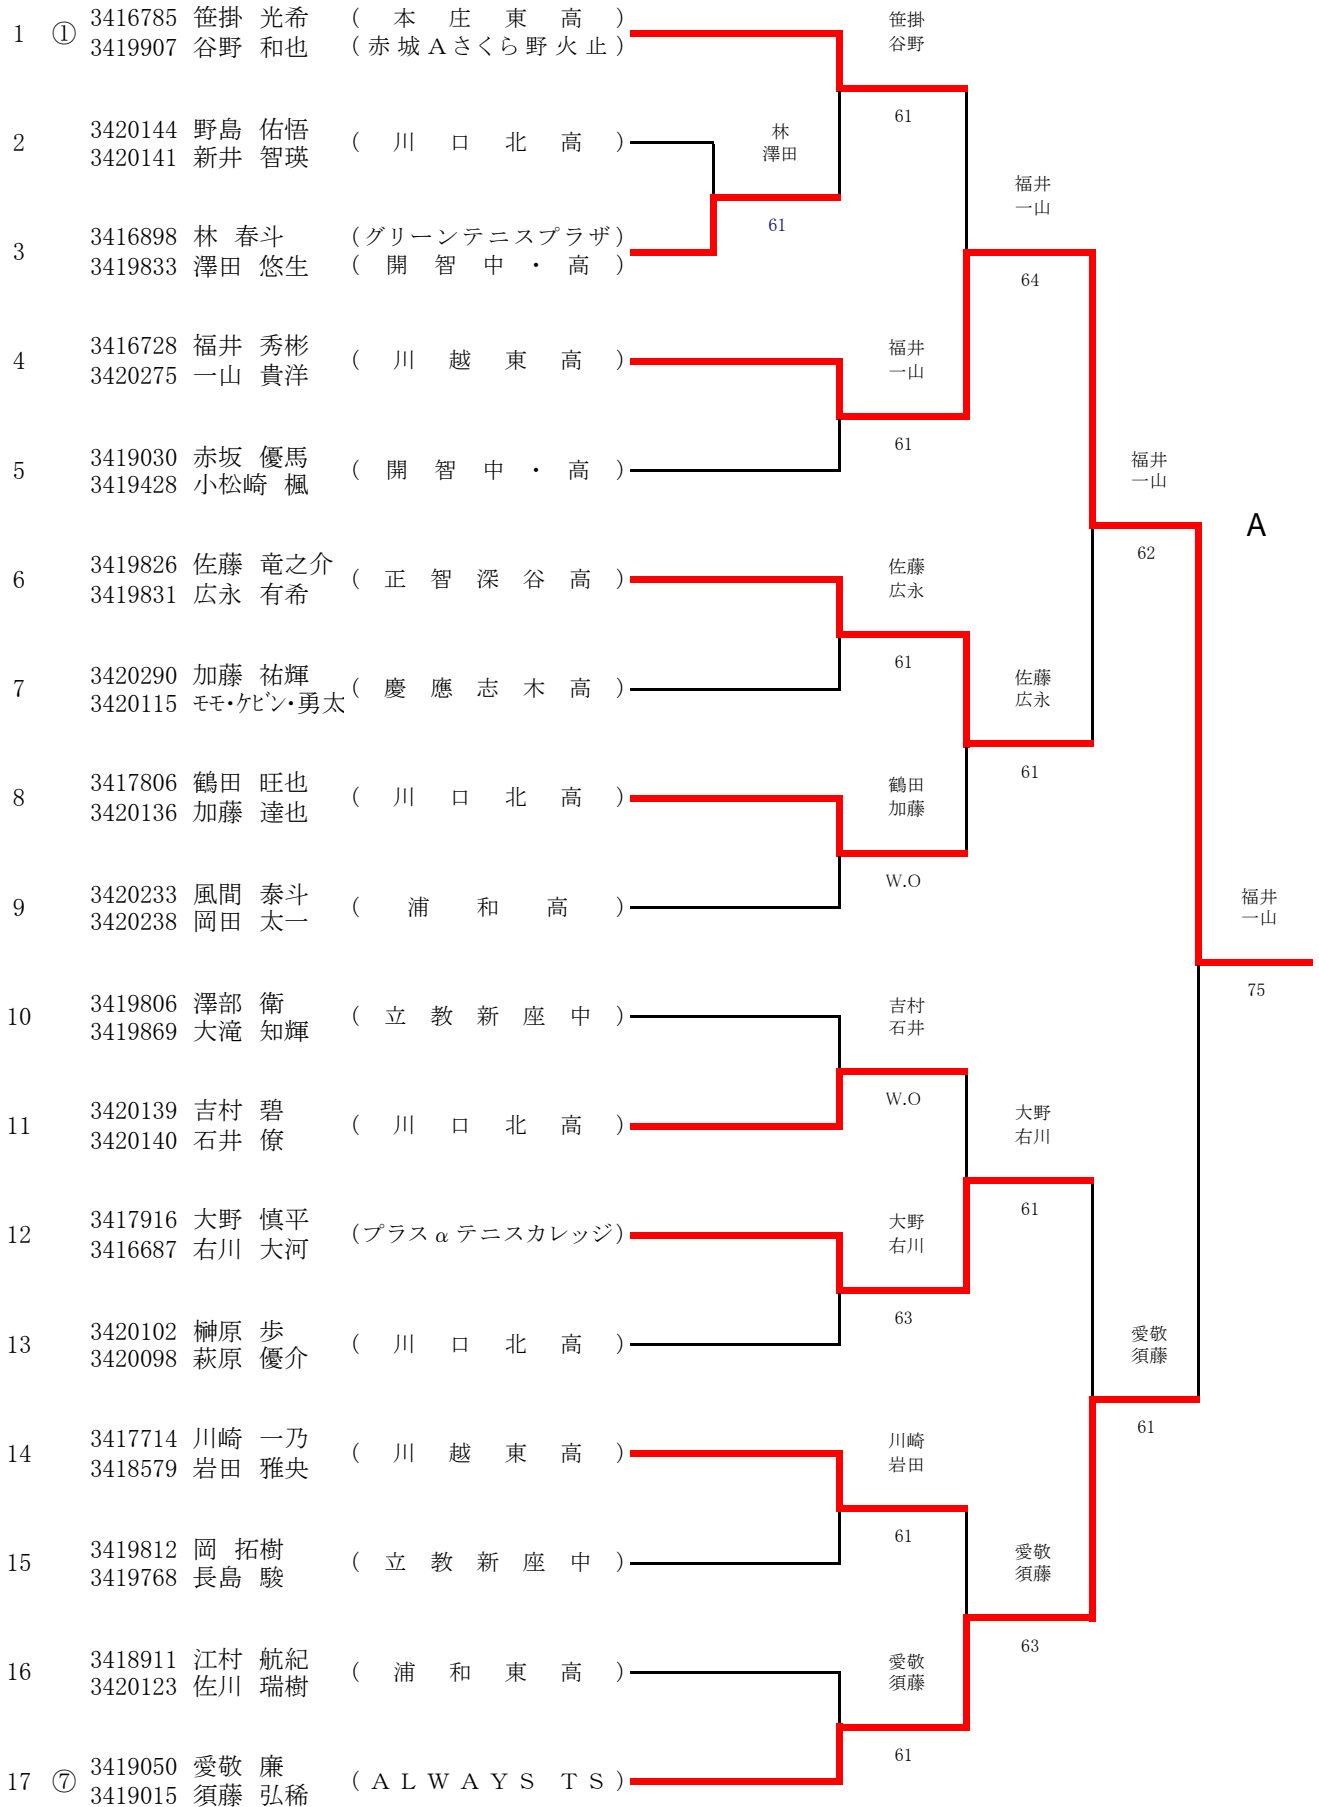 1 ① 3416785 笹掛 光希 (本庄東高)
3419907 谷野 和也 (赤城Aさくら野火止)
2 3420144 野島 佑悟 (川口北高)
3420141 新井 智瑛
3 3416898 林 春斗 (グリーンテニスプラザ)
3419833 澤田 悠生 (開智中・高)
4 3416728 福井 秀彬 (川越東高)
3420275 一山 貴洋
5 3419030 赤坂 優馬 (開智中・高)
3419428 小松崎 楓
6 3419826 佐藤 竜之介 (正智深谷高)
3419831 広永 有希
7 3420290 加藤 祐輝 (慶應志木高)
3420115 モモ・ケビン・勇太
8 3417806 鶴田 旺也 (川口北高)
3420136 加藤 達也
9 3420233 風間 泰斗 (浦和高)
3420238 岡田 太一
10 3419806 澤部 衛 (立教新座中)
3419869 大滝 知輝
11 3420139 吉村 碧 (川口北高)
3420140 石井 僚
12 3417916 大野 慎平 (プラスαテニスカレッジ)
3416687 右川 大河
13 3420102 榊原 歩 (川口北高)
3420098 萩原 優介
14 3417714 川崎 一乃 (川越東高)
3418579 岩田 雅央
15 3419812 岡 拓樹 (立教新座中)
3419768 長島 駿
16 3418911 江村 航紀 (浦和東高)
3420123 佐川 瑞樹
17 ⑦ 3419050 愛敬 廉 (ALWAYS TS)
3419015 須藤 弘稀
林
澤田
61
笹掛
谷野
61
福井
一山
61
佐藤
広永
61
鶴田
加藤
W.O
吉村
石井
W.O
大野
右川
63
川崎
岩田
61
愛敬
須藤
61
福井
一山
64
佐藤
広永
61
大野
右川
61
愛敬
須藤
63
福井
一山
62
愛敬
須藤
61
A
福井
一山
75